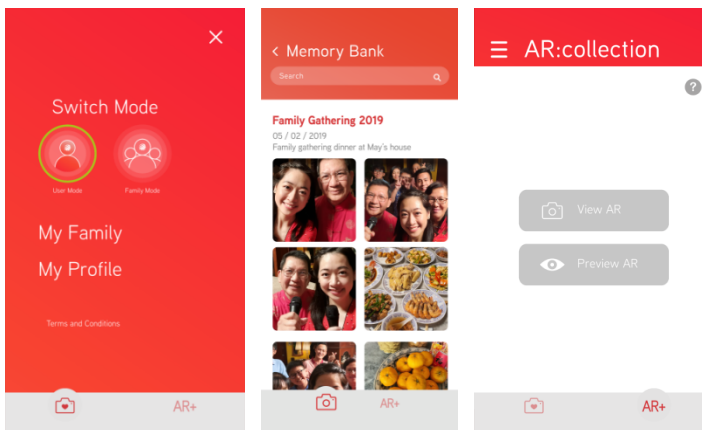 Switch Mode
User Mode
Family Mode
My Family
My Profile
Terms and Conditions
AR+
Memory Bank
Search
Family Gathering 2019
05 / 02 / 2019
Family gathering dinner at May's house
AR+
AR:collection
?
View AR
Preview AR
AR+